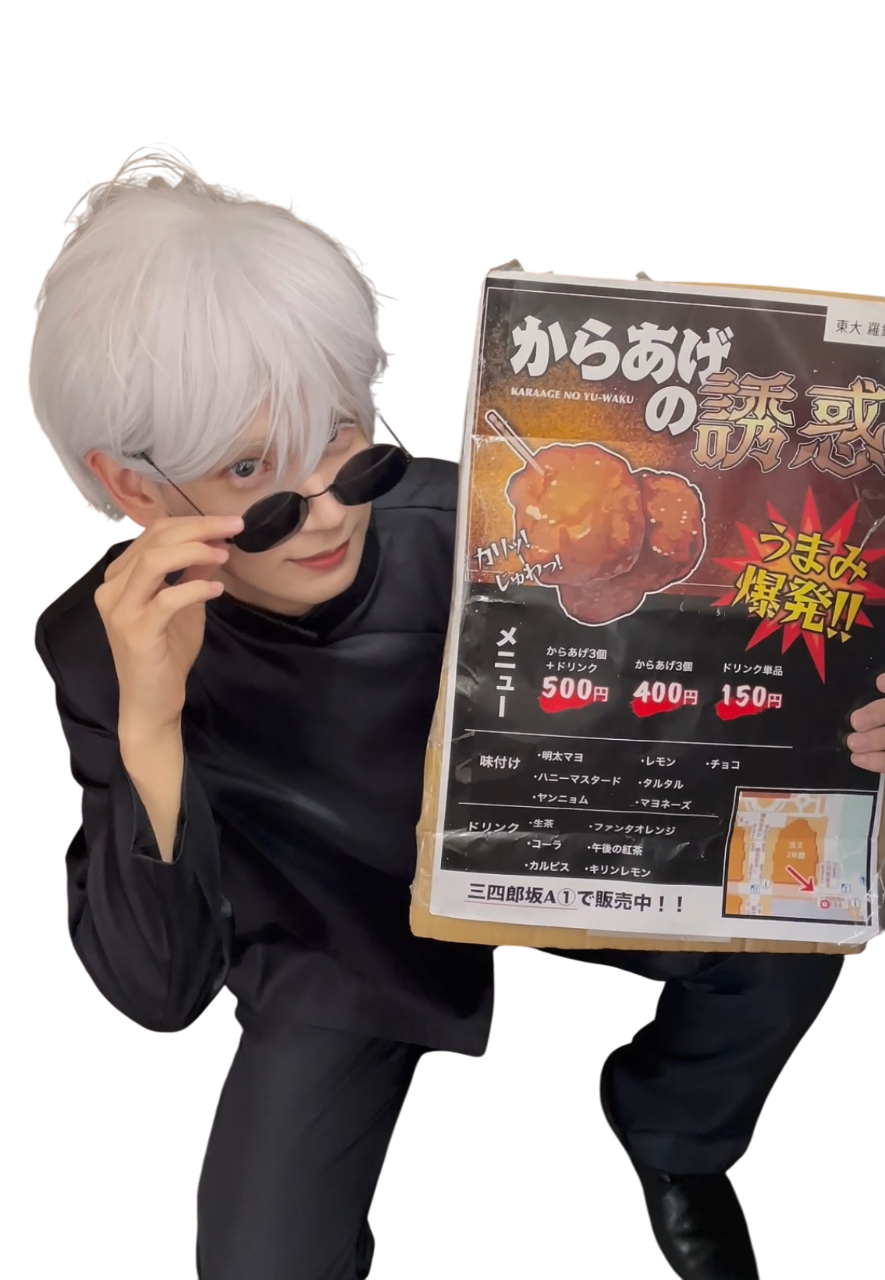 東大 羅
からあげ
の誘惑
KARAAGE NO YU-WAKU
カリッ!
じゅわっ!
うまみ
爆発!!
メニュー
からあげ3個
+ドリンク
500円
からあげ3個
400円
ドリンク単品
150円
味付け
・明太マヨ
・レモン
・チョコ
・ハニーマスタード
・タルタル
・ヤンニョム
・マヨネーズ
ドリンク
・生茶
・ファンタオレンジ
・コーラ
・午後の紅茶
・カルピス
・キリンレモン
三四郎坂A①で販売中!!